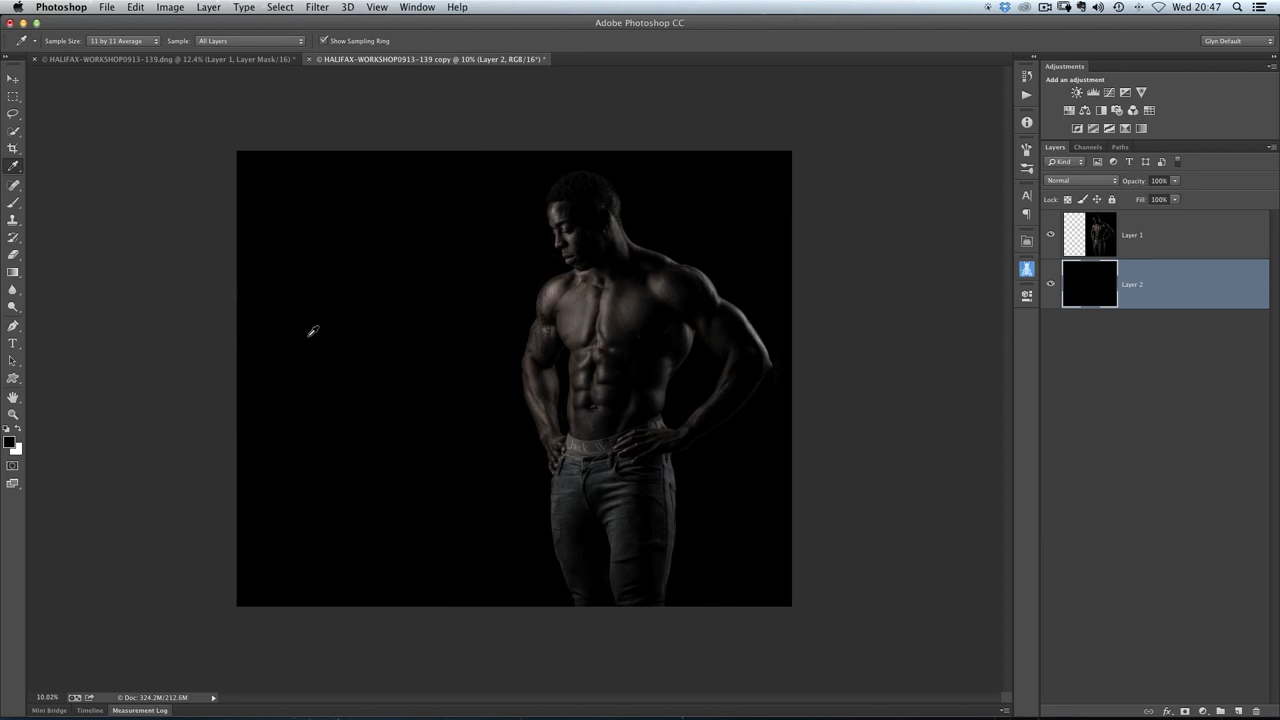 Photoshop File Edit Image Layer Type Select Filter 3D View Window Help Wed 20:47
Adobe Photoshop CC
Sample Size: 11 by 11 Average Sample: All Layers Show Sampling Ring Glyn Default
© HALIFAX-WORKSHOP0913-139.dng @ 12.4% (Layer 1, Layer Mask/16) * © HALIFAX-WORKSHOP0913-139 copy @ 10% (Layer 2, RGB/16*) *
Adjustments
Add an adjustment
Layers Channels Paths
Kind
Normal Opacity: 100%
Lock: Fill: 100%
Layer 1
Layer 2
10.02% © Doc: 324.2M/212.6M
Mini Bridge Timeline Measurement Log